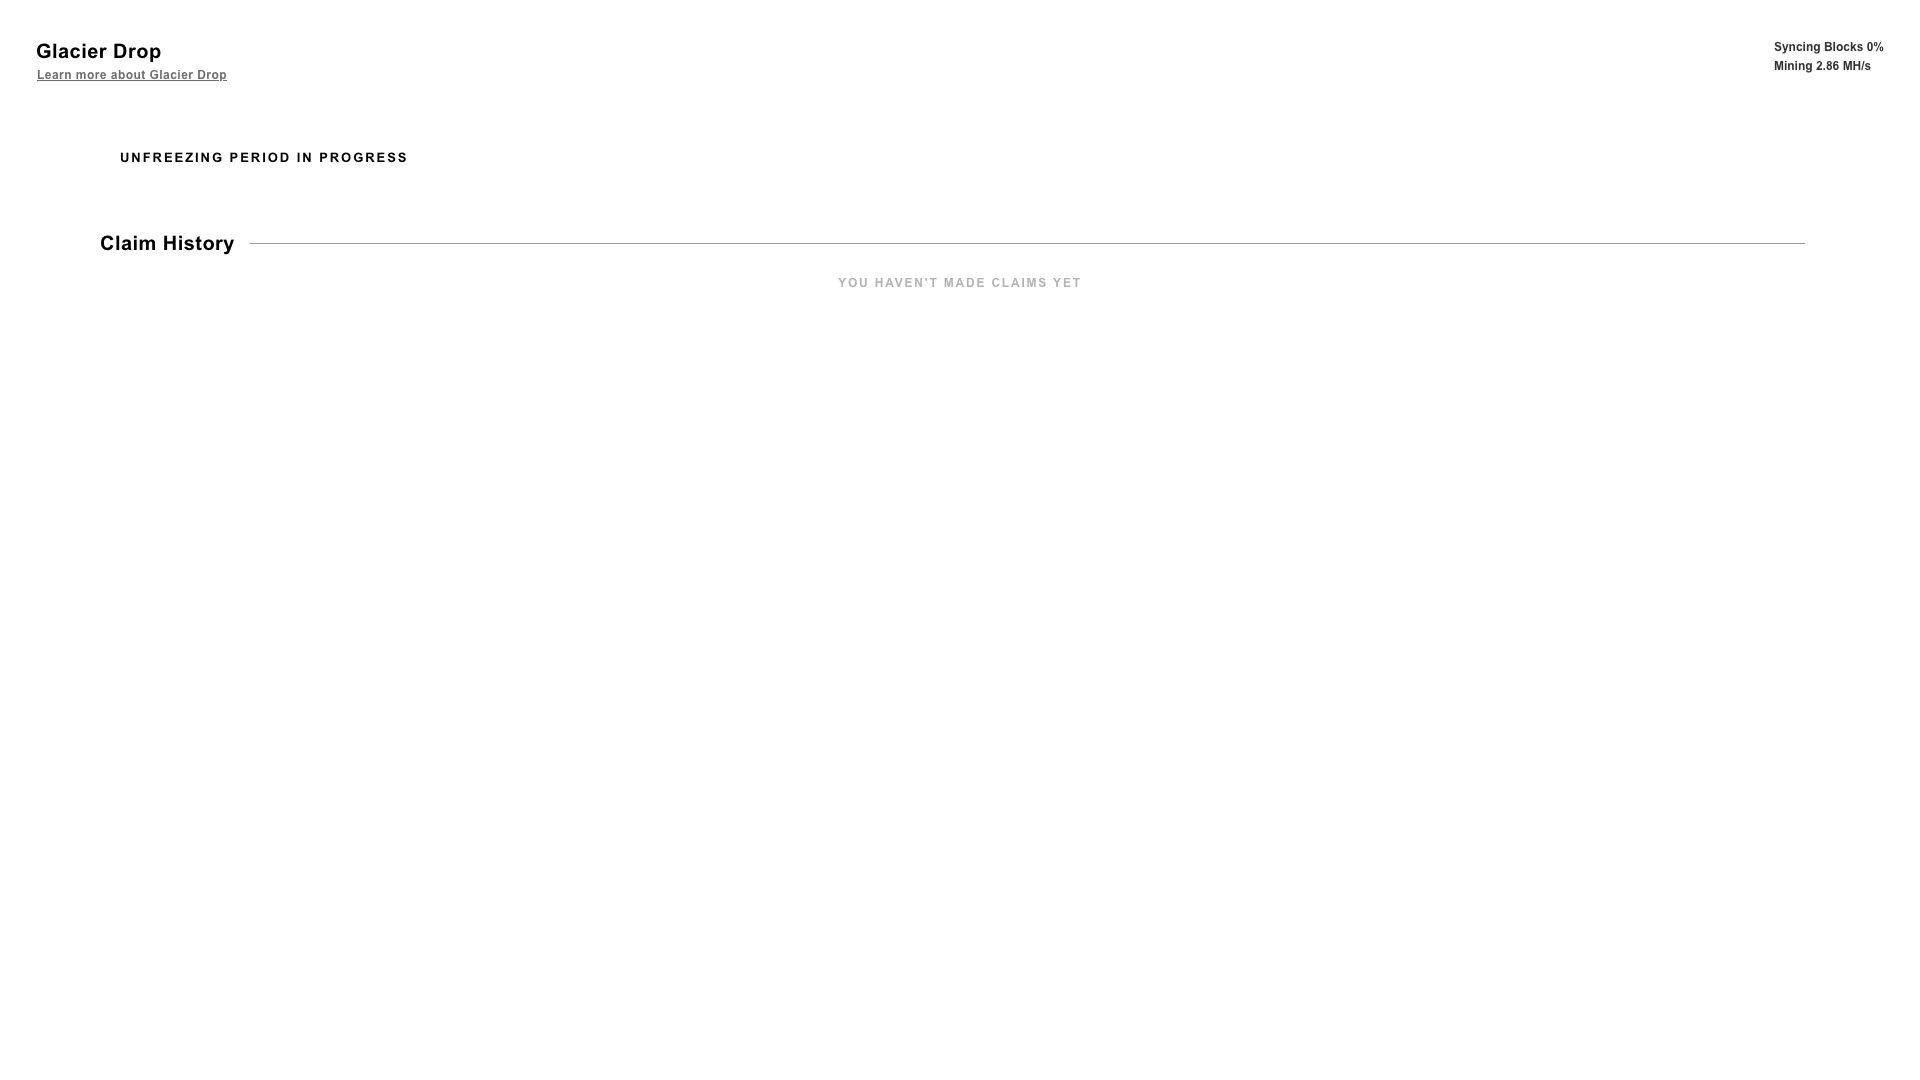 Glacier Drop
Learn more about Glacier Drop
Syncing Blocks 0%
Mining 2.86 MH/s
UNFREEZING PERIOD IN PROGRESS
Claim History
YOU HAVEN'T MADE CLAIMS YET